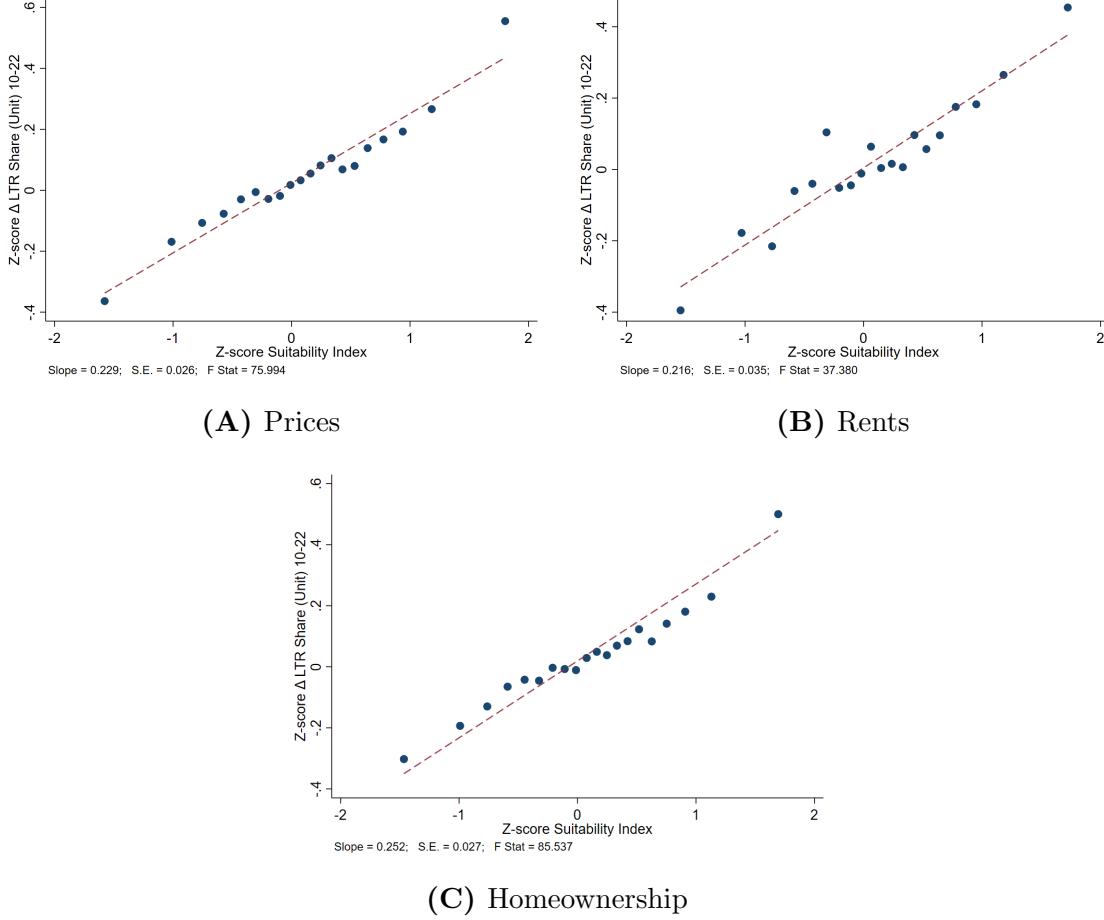 Z-score Δ LTR Share (Unit) 10-22
.6
.4
.2
0
-.2
-.4
-2 -1 0 1 2
Z-score Suitability Index
Slope = 0.229; S.E. = 0.026; F Stat = 75.994
(A) Prices
Z-score Δ LTR Share (Unit) 10-22
.4
.2
0
-.2
-.4
-2 -1 0 1 2
Z-score Suitability Index
Slope = 0.216; S.E. = 0.035; F Stat = 37.380
(B) Rents
Z-score Δ LTR Share (Unit) 10-22
.6
.4
.2
0
-.2
-.4
-2 -1 0 1 2
Z-score Suitability Index
Slope = 0.252; S.E. = 0.027; F Stat = 85.537
(C) Homeownership